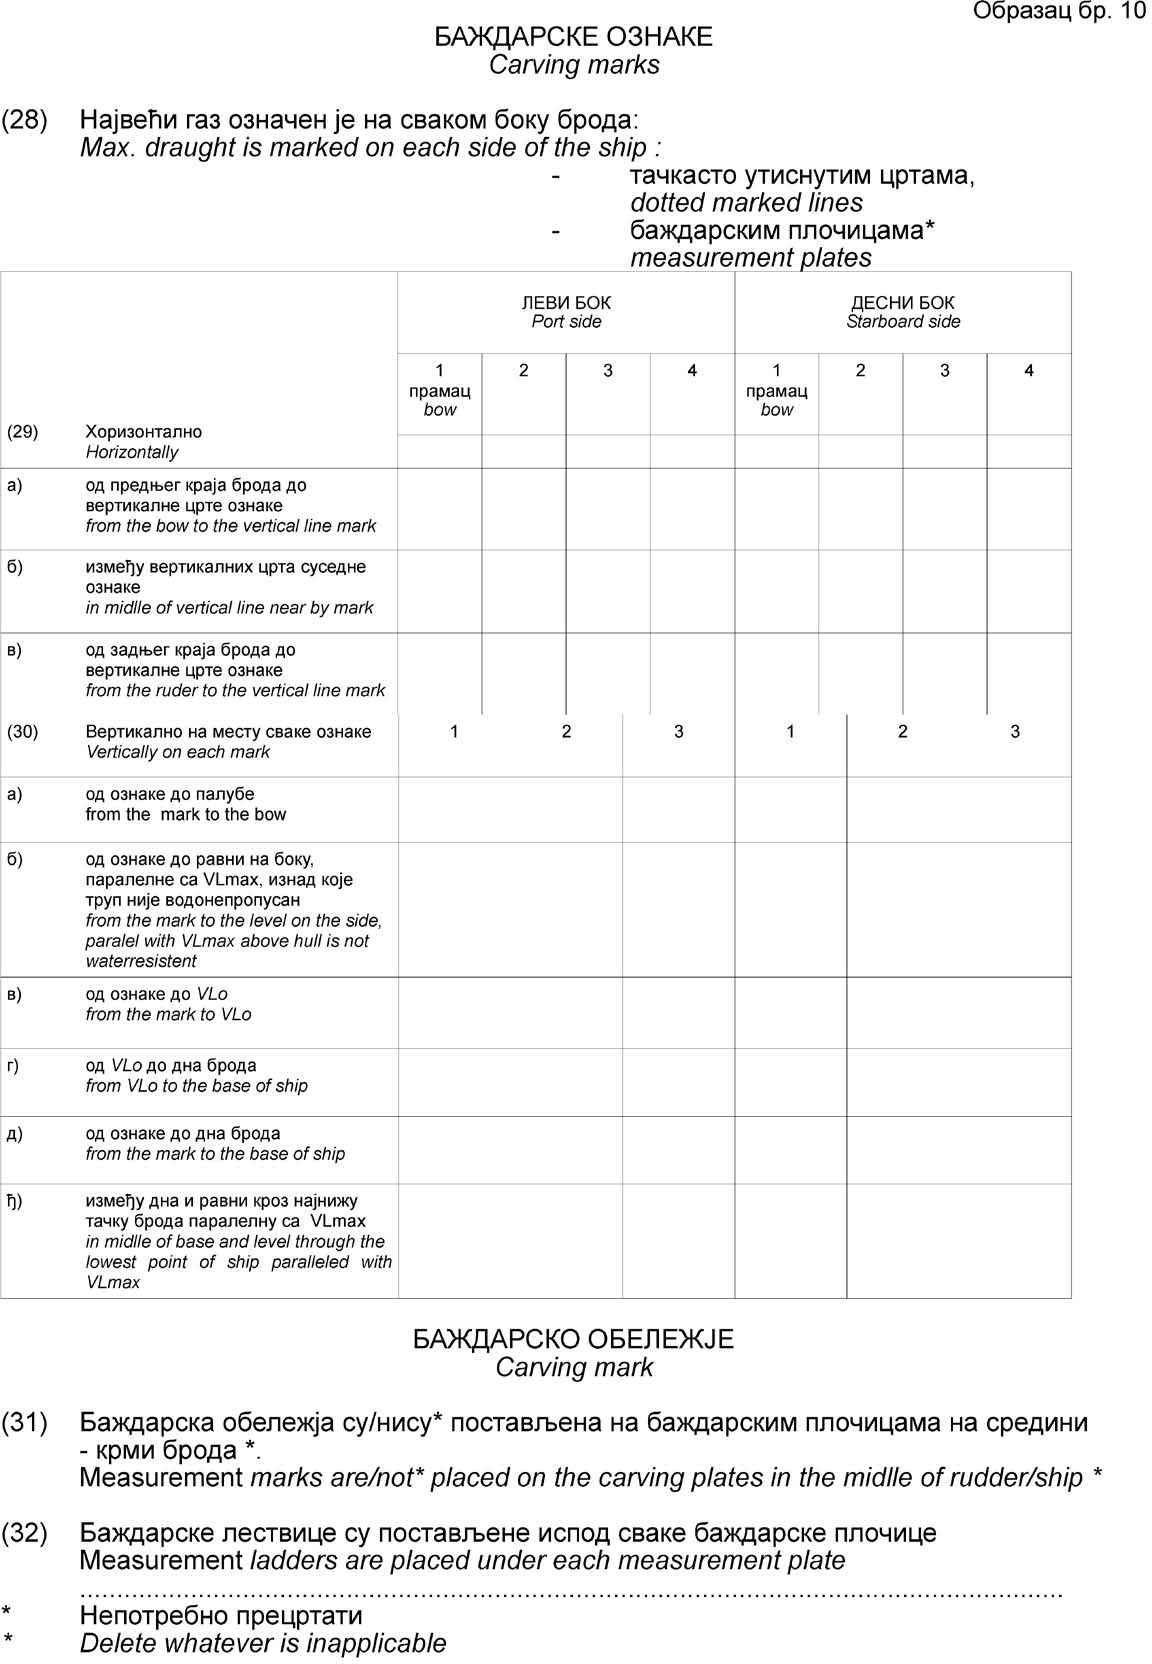 Образац бр. 10
БАЖДАРСКЕ ОЗНАКЕ
Carving marks
(28) Највећи газ означен је на сваком боку брода:
Max. draught is marked on each side of the ship :
- тачкасто утиснутим цртама,
dotted marked lines
- баждарским плочицама*
measurement plates
ЛЕВИ БОК ДЕСНИ БОК
Port side Starboard side
1 2 3 4 1 2 3 4
прамац прамац
bow bow
(29) Хоризонтално
Horizontally
а) од предњег краја брода до
вертикалне црте ознаке
from the bow to the vertical line mark
б) између вертикалних црта суседне
ознаке
in midlle of vertical line near by mark
в) од задњег краја брода до
вертикалне црте ознаке
from the ruder to the vertical line mark
(30) Вертикално на месту сваке ознаке 1 2 3 1 2 3
Vertically on each mark
а) од ознаке до палубе
from the mark to the bow
б) од ознаке до равни на боку,
паралелне са VLmax, изнад које
труп није водонепропусан
from the mark to the level on the side,
paralel with VLmax above hull is not
waterresistent
в) од ознаке до VLo
from the mark to VLo
г) од VLo до дна брода
from VLo to the base of ship
д) од ознаке до дна брода
from the mark to the base of ship
ђ) између дна и равни кроз најнижу
тачку брода паралелну са VLmax
in midlle of base and level through the
lowest point of ship paralleled with
VLmax
БАЖДАРСКО ОБЕЛЕЖЈЕ
Carving mark
(31) Баждарска обележја су/нису* постављена на баждарским плочицама на средини
- крми брода *.
Measurement marks are/not* placed on the carving plates in the midlle of rudder/ship *
(32) Баждарске лествице су постављене испод сваке баждарске плочице
Measurement ladders are placed under each measurement plate
....................................................................................................................................
* Непотребно прецртати
* Delete whatever is inapplicable